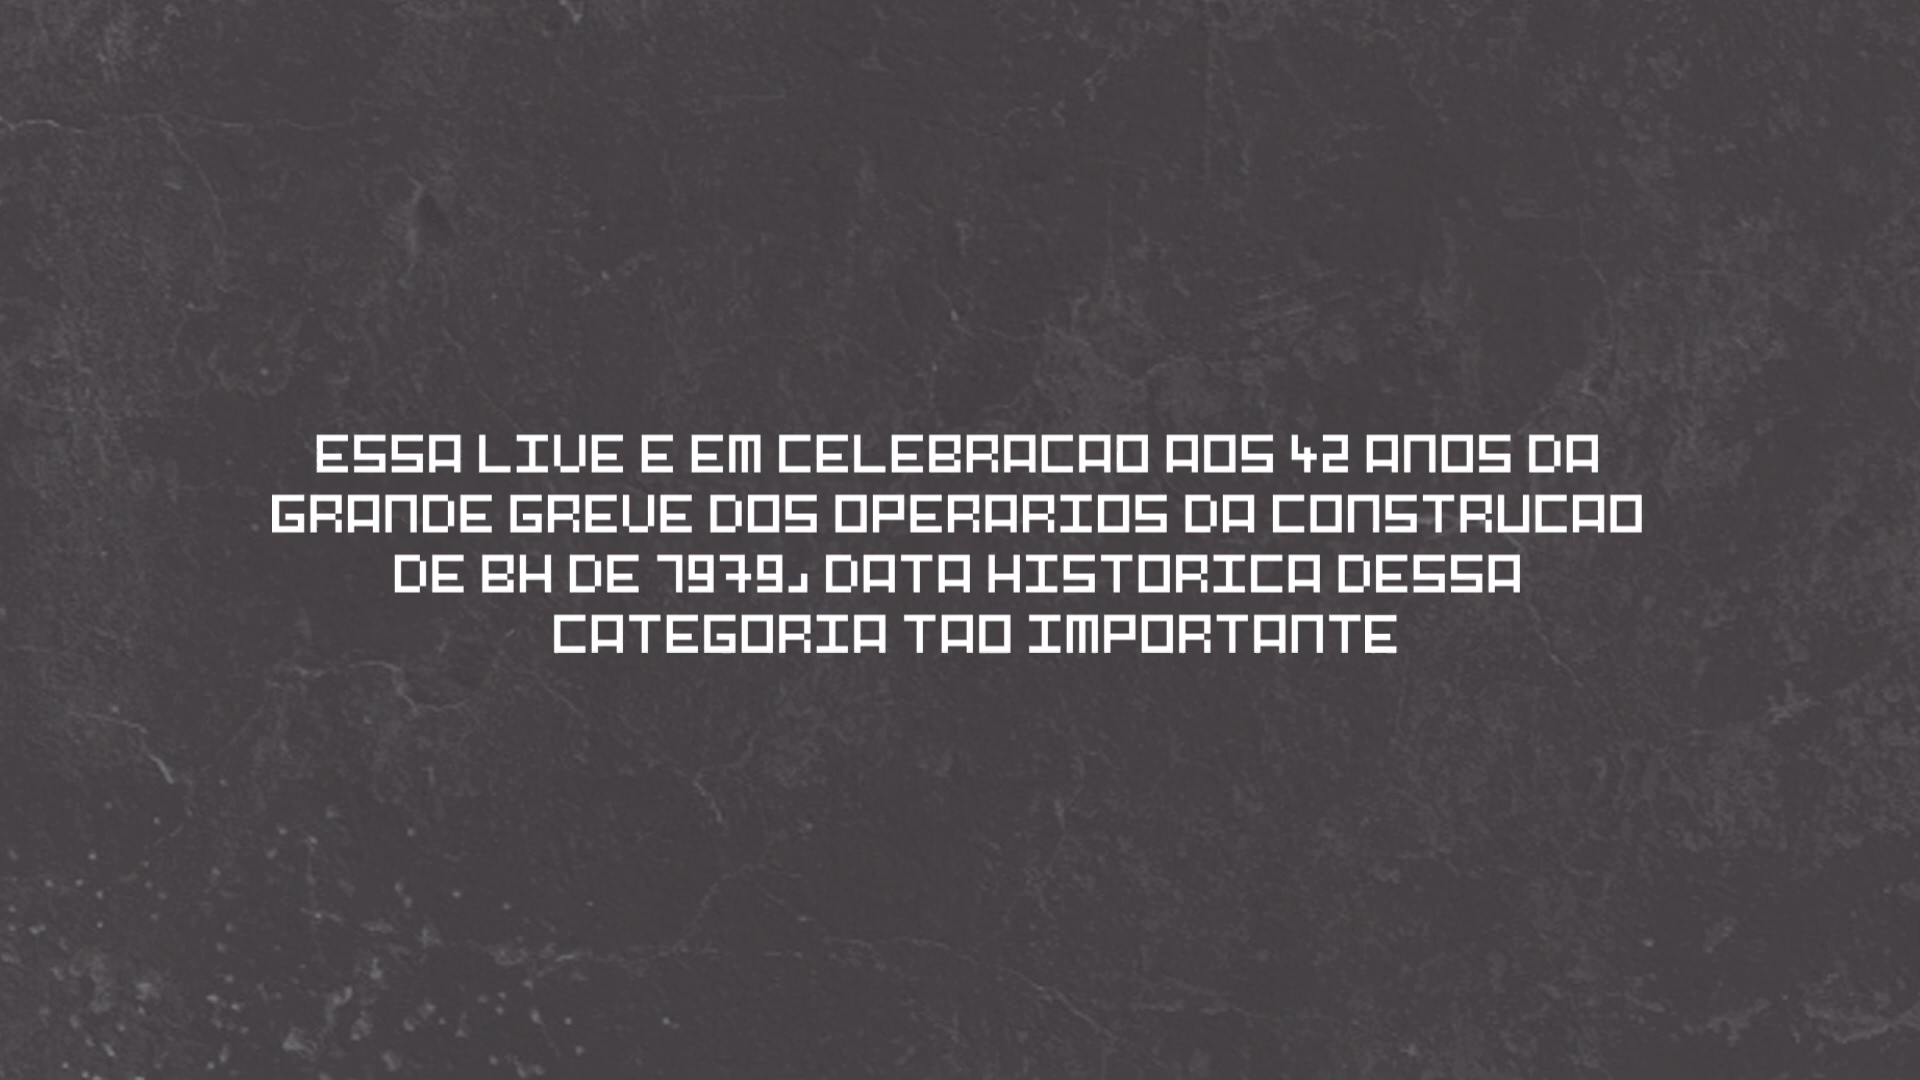 ESSA LIVE E EM CELEBRACAO AOS 42 ANOS DA
GRANDE GREVE DOS OPERARIOS DA CONSTRUCAO
DE BH DE 1979, DATA HISTORICA DESSA
CATEGORIA TAO IMPORTANTE